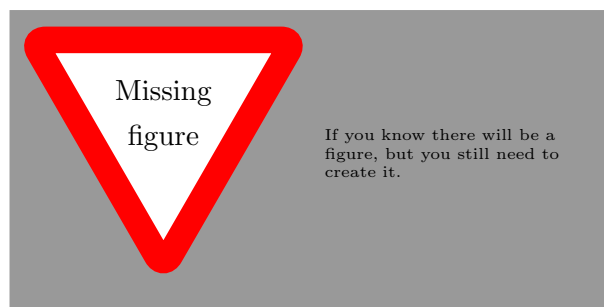 Missing
figure
If you know there will be a
figure, but you still need to
create it.